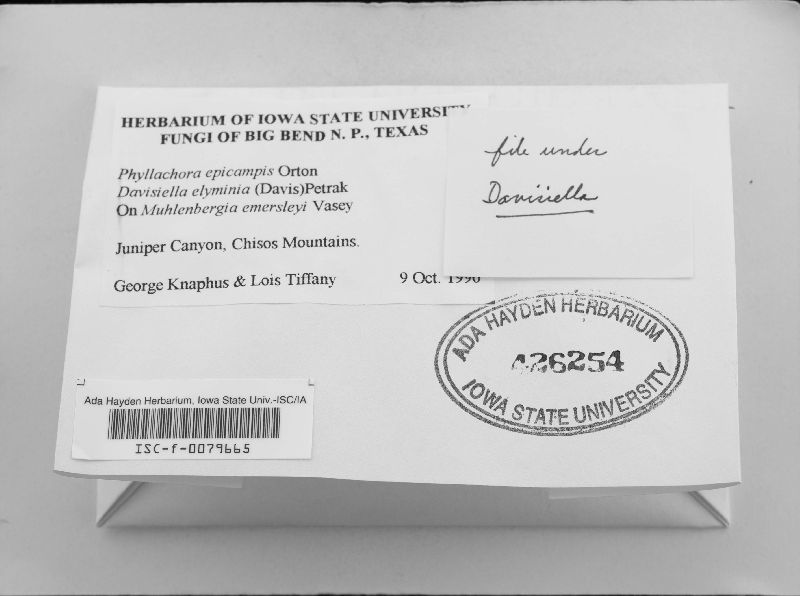 HERBARIUM OF IOWA STATE UNIVERSITY
FUNGI OF BIG BEND N. P., TEXAS
Phyllachora epicampis Orton
Davisiella elyminia (Davis)Petrak
On Muhlenbergia emersleyi Vasey
Juniper Canyon, Chisos Mountains.
George Knaphus & Lois Tiffany 9 Oct. 1990
file under
Davisiella
ADA HAYDEN HERBARIUM
426254
IOWA STATE UNIVERSITY
Ada Hayden Herbarium, Iowa State Univ.-ISC/IA
ISC-f-0079665